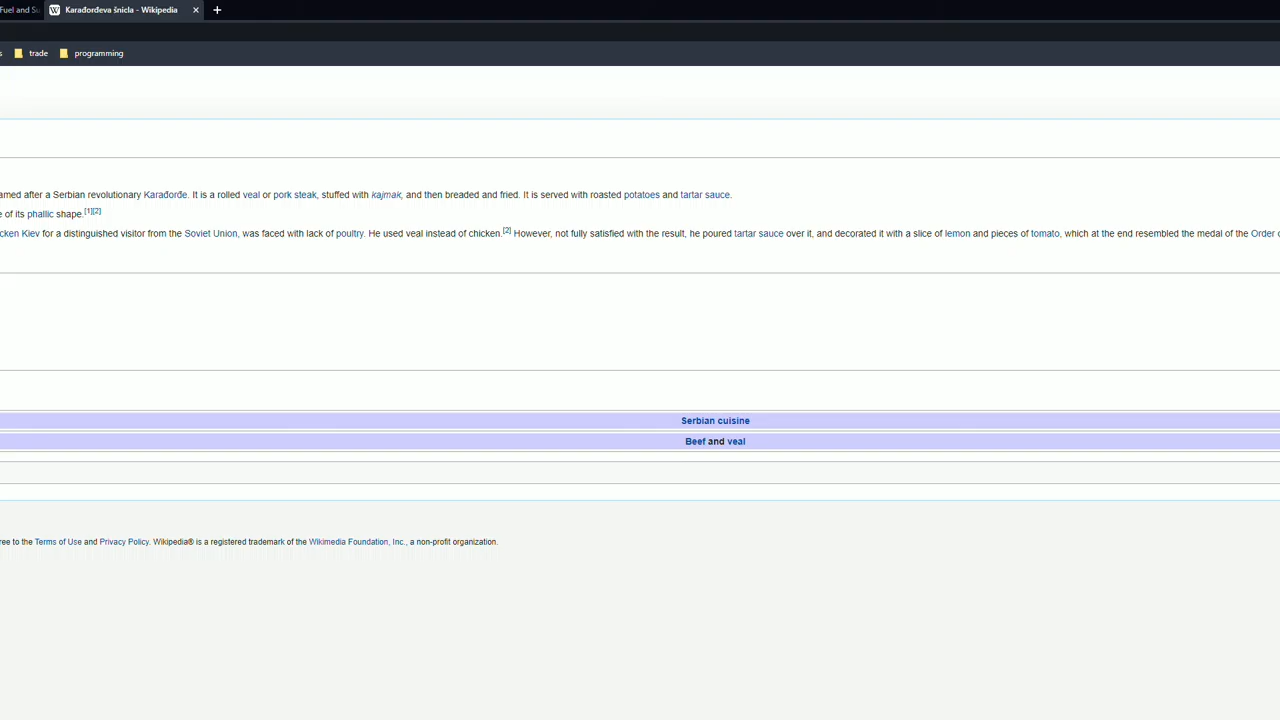 Fuel and Su
Karađorđeva šnicla - Wikipedia
s trade programming
amed after a Serbian revolutionary Karađorđe. It is a rolled veal or pork steak, stuffed with kajmak, and then breaded and fried. It is served with roasted potatoes and tartar sauce.
e of its phallic shape.[1][2]
cken Kiev for a distinguished visitor from the Soviet Union, was faced with lack of poultry. He used veal instead of chicken.[2] However, not fully satisfied with the result, he poured tartar sauce over it, and decorated it with a slice of lemon and pieces of tomato, which at the end resembled the medal of the Order o
Serbian cuisine
Beef and veal
ree to the Terms of Use and Privacy Policy. Wikipedia® is a registered trademark of the Wikimedia Foundation, Inc., a non-profit organization.